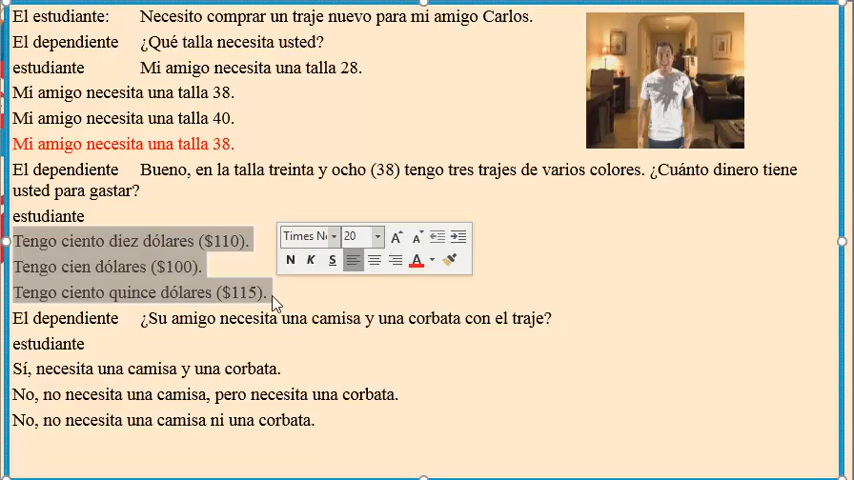 El estudiante: Necesito comprar un traje nuevo para mi amigo Carlos.
El dependiente ¿Qué talla necesita usted?
estudiante Mi amigo necesita una talla 28.
Mi amigo necesita una talla 38.
Mi amigo necesita una talla 40.
Mi amigo necesita una talla 38.
El dependiente Bueno, en la talla treinta y ocho (38) tengo tres trajes de varios colores. ¿Cuánto dinero tiene
usted para gastar?
estudiante
Tengo ciento diez dólares ($110).
Times N
20
A A
N K S A
Tengo cien dólares ($100).
Tengo ciento quince dólares ($115).
El dependiente ¿Su amigo necesita una camisa y una corbata con el traje?
estudiante
Sí, necesita una camisa y una corbata.
No, no necesita una camisa, pero necesita una corbata.
No, no necesita una camisa ni una corbata.